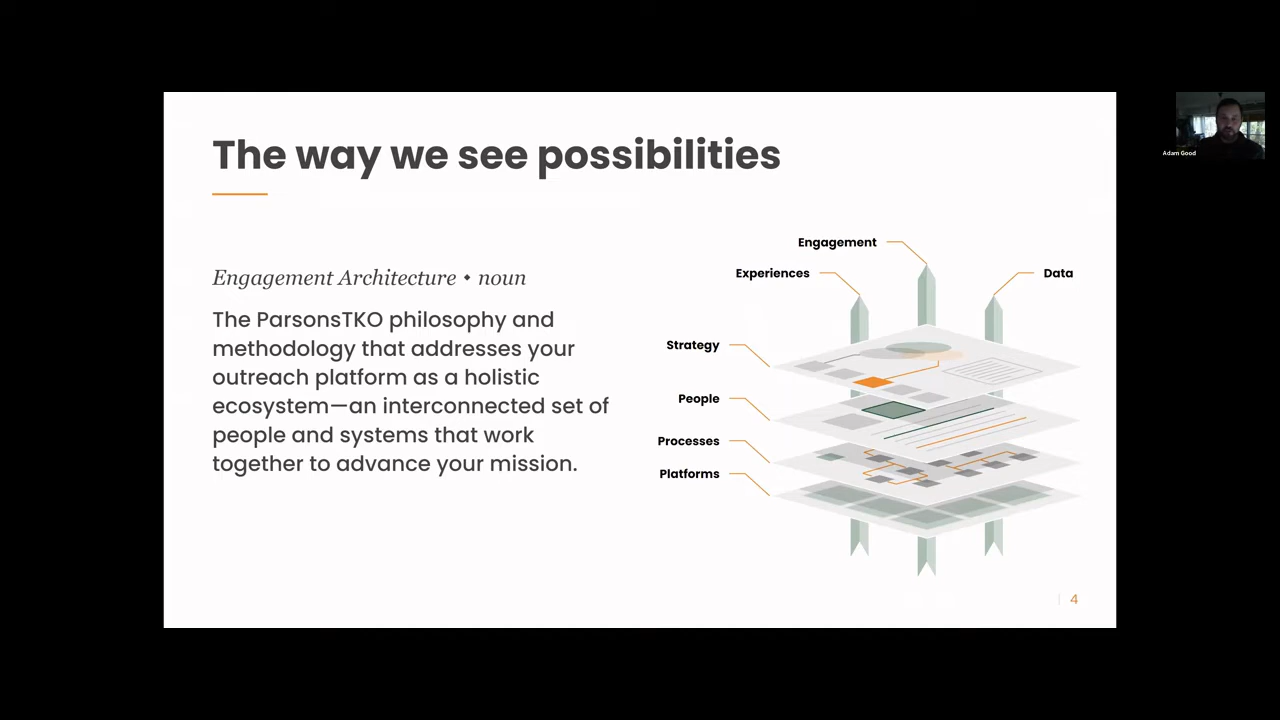 The way we see possibilities
Adam Good
Engagement Architecture • noun
The ParsonsTKO philosophy and
methodology that addresses your
outreach platform as a holistic
ecosystem—an interconnected set of
people and systems that work
together to advance your mission.
Engagement
Experiences
Data
Strategy
People
Processes
Platforms
4